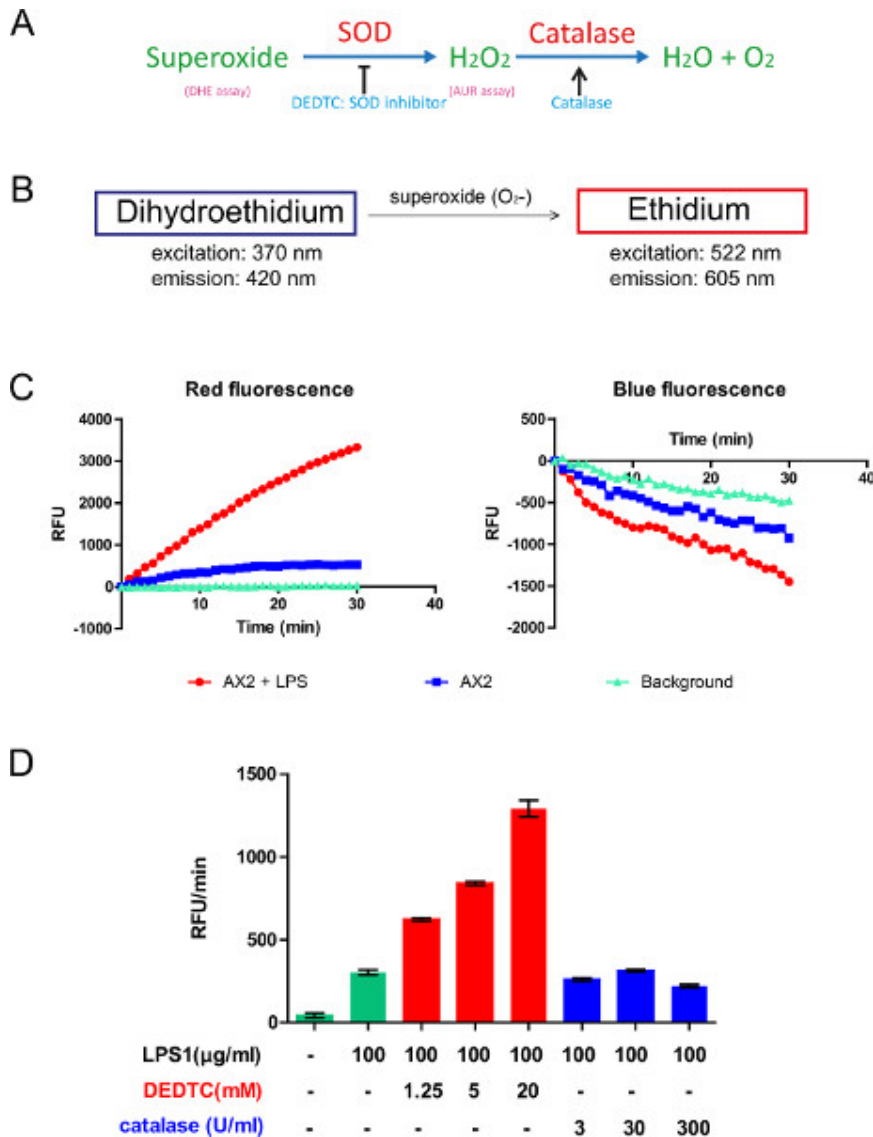 A
SOD
Catalase
Superoxide
H₂O₂
H₂O + O₂
(DHE assay)
DEDTC: SOD inhibitor
(AUR assay)
Catalase
B
Dihydroethidium
superoxide (O₂-)
Ethidium
excitation: 370 nm
emission: 420 nm
excitation: 522 nm
emission: 605 nm
C
Red fluorescence
4000
3000
2000
1000
0
-1000
10
20
30
40
RFU
Time (min)
Blue fluorescence
500
0
-500
-1000
-1500
-2000
10
20
30
40
RFU
Time (min)
AX2 + LPS
AX2
Background
D
1500
1000
500
0
RFU/min
LPS1(μg/ml) - 100 100 100 100 100 100 100
DEDTC(mM) - - 1.25 5 20 - - -
catalase (U/ml) - - - - - 3 30 300